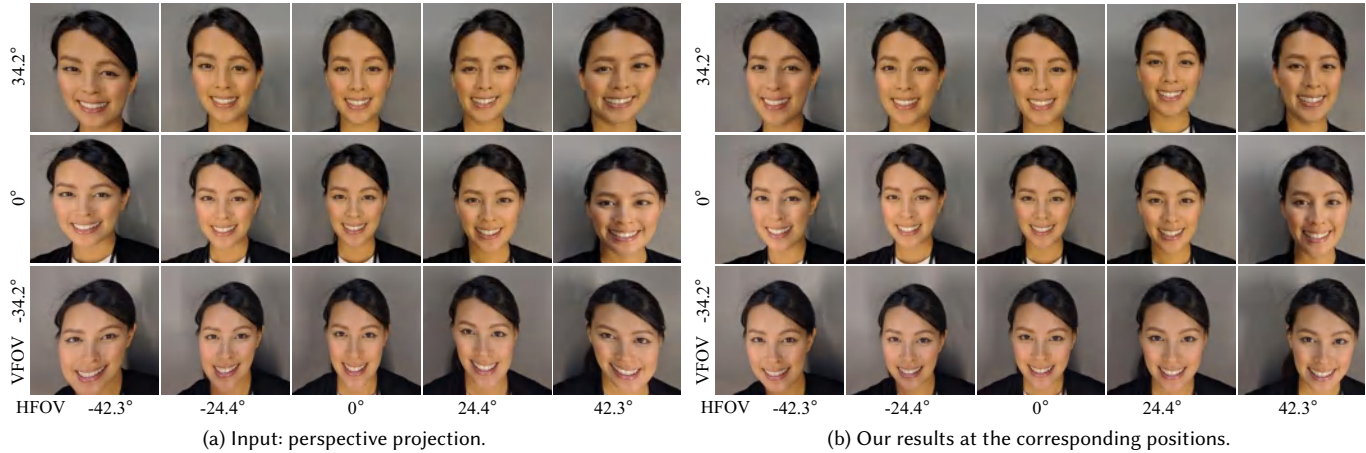 34.2°
0°
VFOV -34.2°
HFOV -42.3° -24.4° 0° 24.4° 42.3°
(a) Input: perspective projection.
34.2°
0°
VFOV -34.2°
HFOV -42.3° -24.4° 0° 24.4° 42.3°
(b) Our results at the corresponding positions.